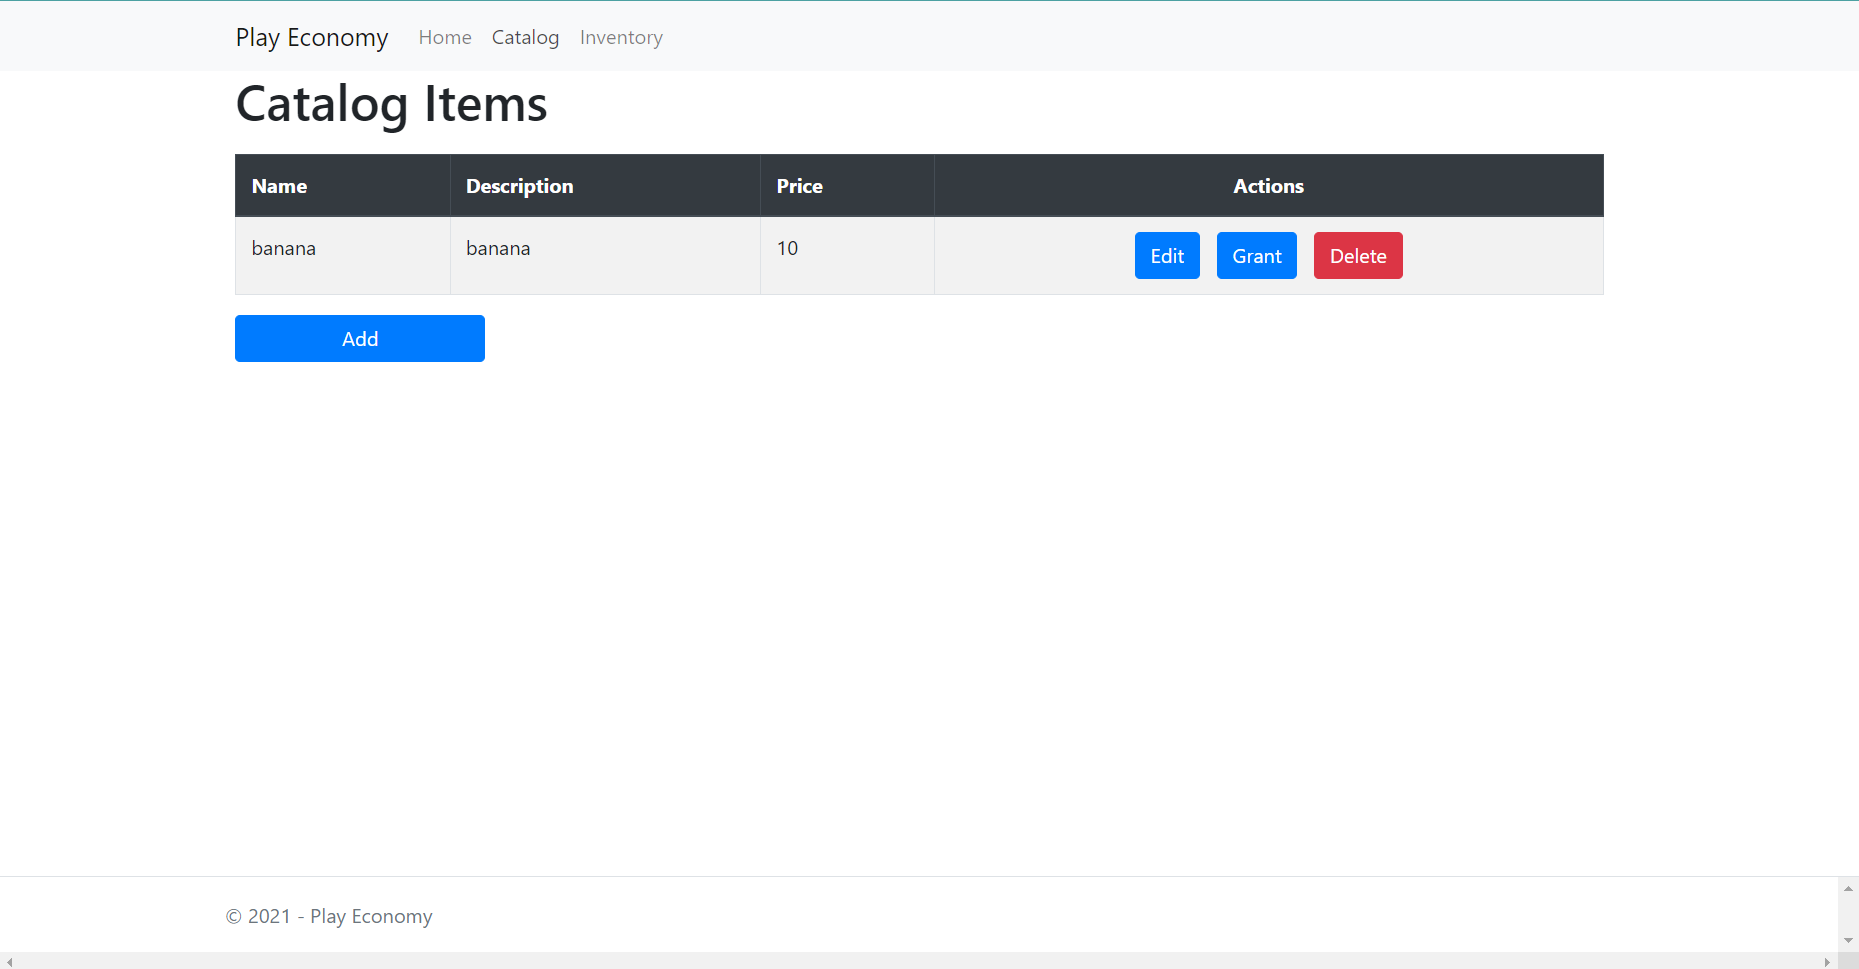 Play Economy Home Catalog Inventory
Catalog Items
Name Description Price Actions
banana banana 10 Edit Grant Delete
Add
© 2021 - Play Economy